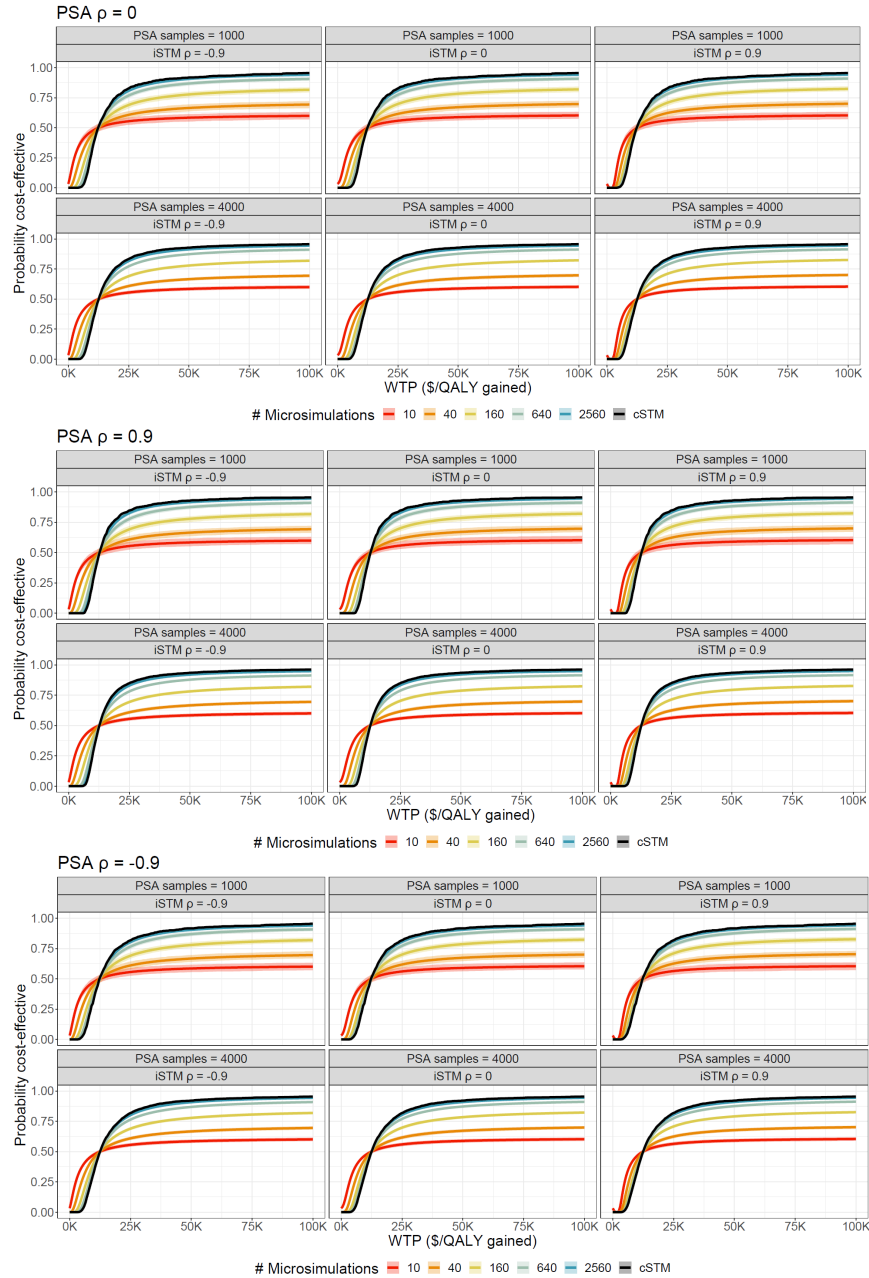 PSA ρ = 0
PSA samples = 1000 PSA samples = 1000 PSA samples = 1000
iSTM ρ = -0.9 iSTM ρ = 0 iSTM ρ = 0.9
1.00
0.75
0.50
0.25
0.00
PSA samples = 4000 PSA samples = 4000 PSA samples = 4000
iSTM ρ = -0.9 iSTM ρ = 0 iSTM ρ = 0.9
1.00
0.75
0.50
0.25
0.00
Probability cost-effective
0K 25K 50K 75K 100K 0K 25K 50K 75K 100K 0K 25K 50K 75K 100K
WTP ($/QALY gained)
# Microsimulations 10 40 160 640 2560 cSTM
PSA ρ = 0.9
PSA samples = 1000 PSA samples = 1000 PSA samples = 1000
iSTM ρ = -0.9 iSTM ρ = 0 iSTM ρ = 0.9
1.00
0.75
0.50
0.25
0.00
PSA samples = 4000 PSA samples = 4000 PSA samples = 4000
iSTM ρ = -0.9 iSTM ρ = 0 iSTM ρ = 0.9
1.00
0.75
0.50
0.25
0.00
Probability cost-effective
0K 25K 50K 75K 100K 0K 25K 50K 75K 100K 0K 25K 50K 75K 100K
WTP ($/QALY gained)
# Microsimulations 10 40 160 640 2560 cSTM
PSA ρ = -0.9
PSA samples = 1000 PSA samples = 1000 PSA samples = 1000
iSTM ρ = -0.9 iSTM ρ = 0 iSTM ρ = 0.9
1.00
0.75
0.50
0.25
0.00
PSA samples = 4000 PSA samples = 4000 PSA samples = 4000
iSTM ρ = -0.9 iSTM ρ = 0 iSTM ρ = 0.9
1.00
0.75
0.50
0.25
0.00
Probability cost-effective
0K 25K 50K 75K 100K 0K 25K 50K 75K 100K 0K 25K 50K 75K 100K
WTP ($/QALY gained)
# Microsimulations 10 40 160 640 2560 cSTM